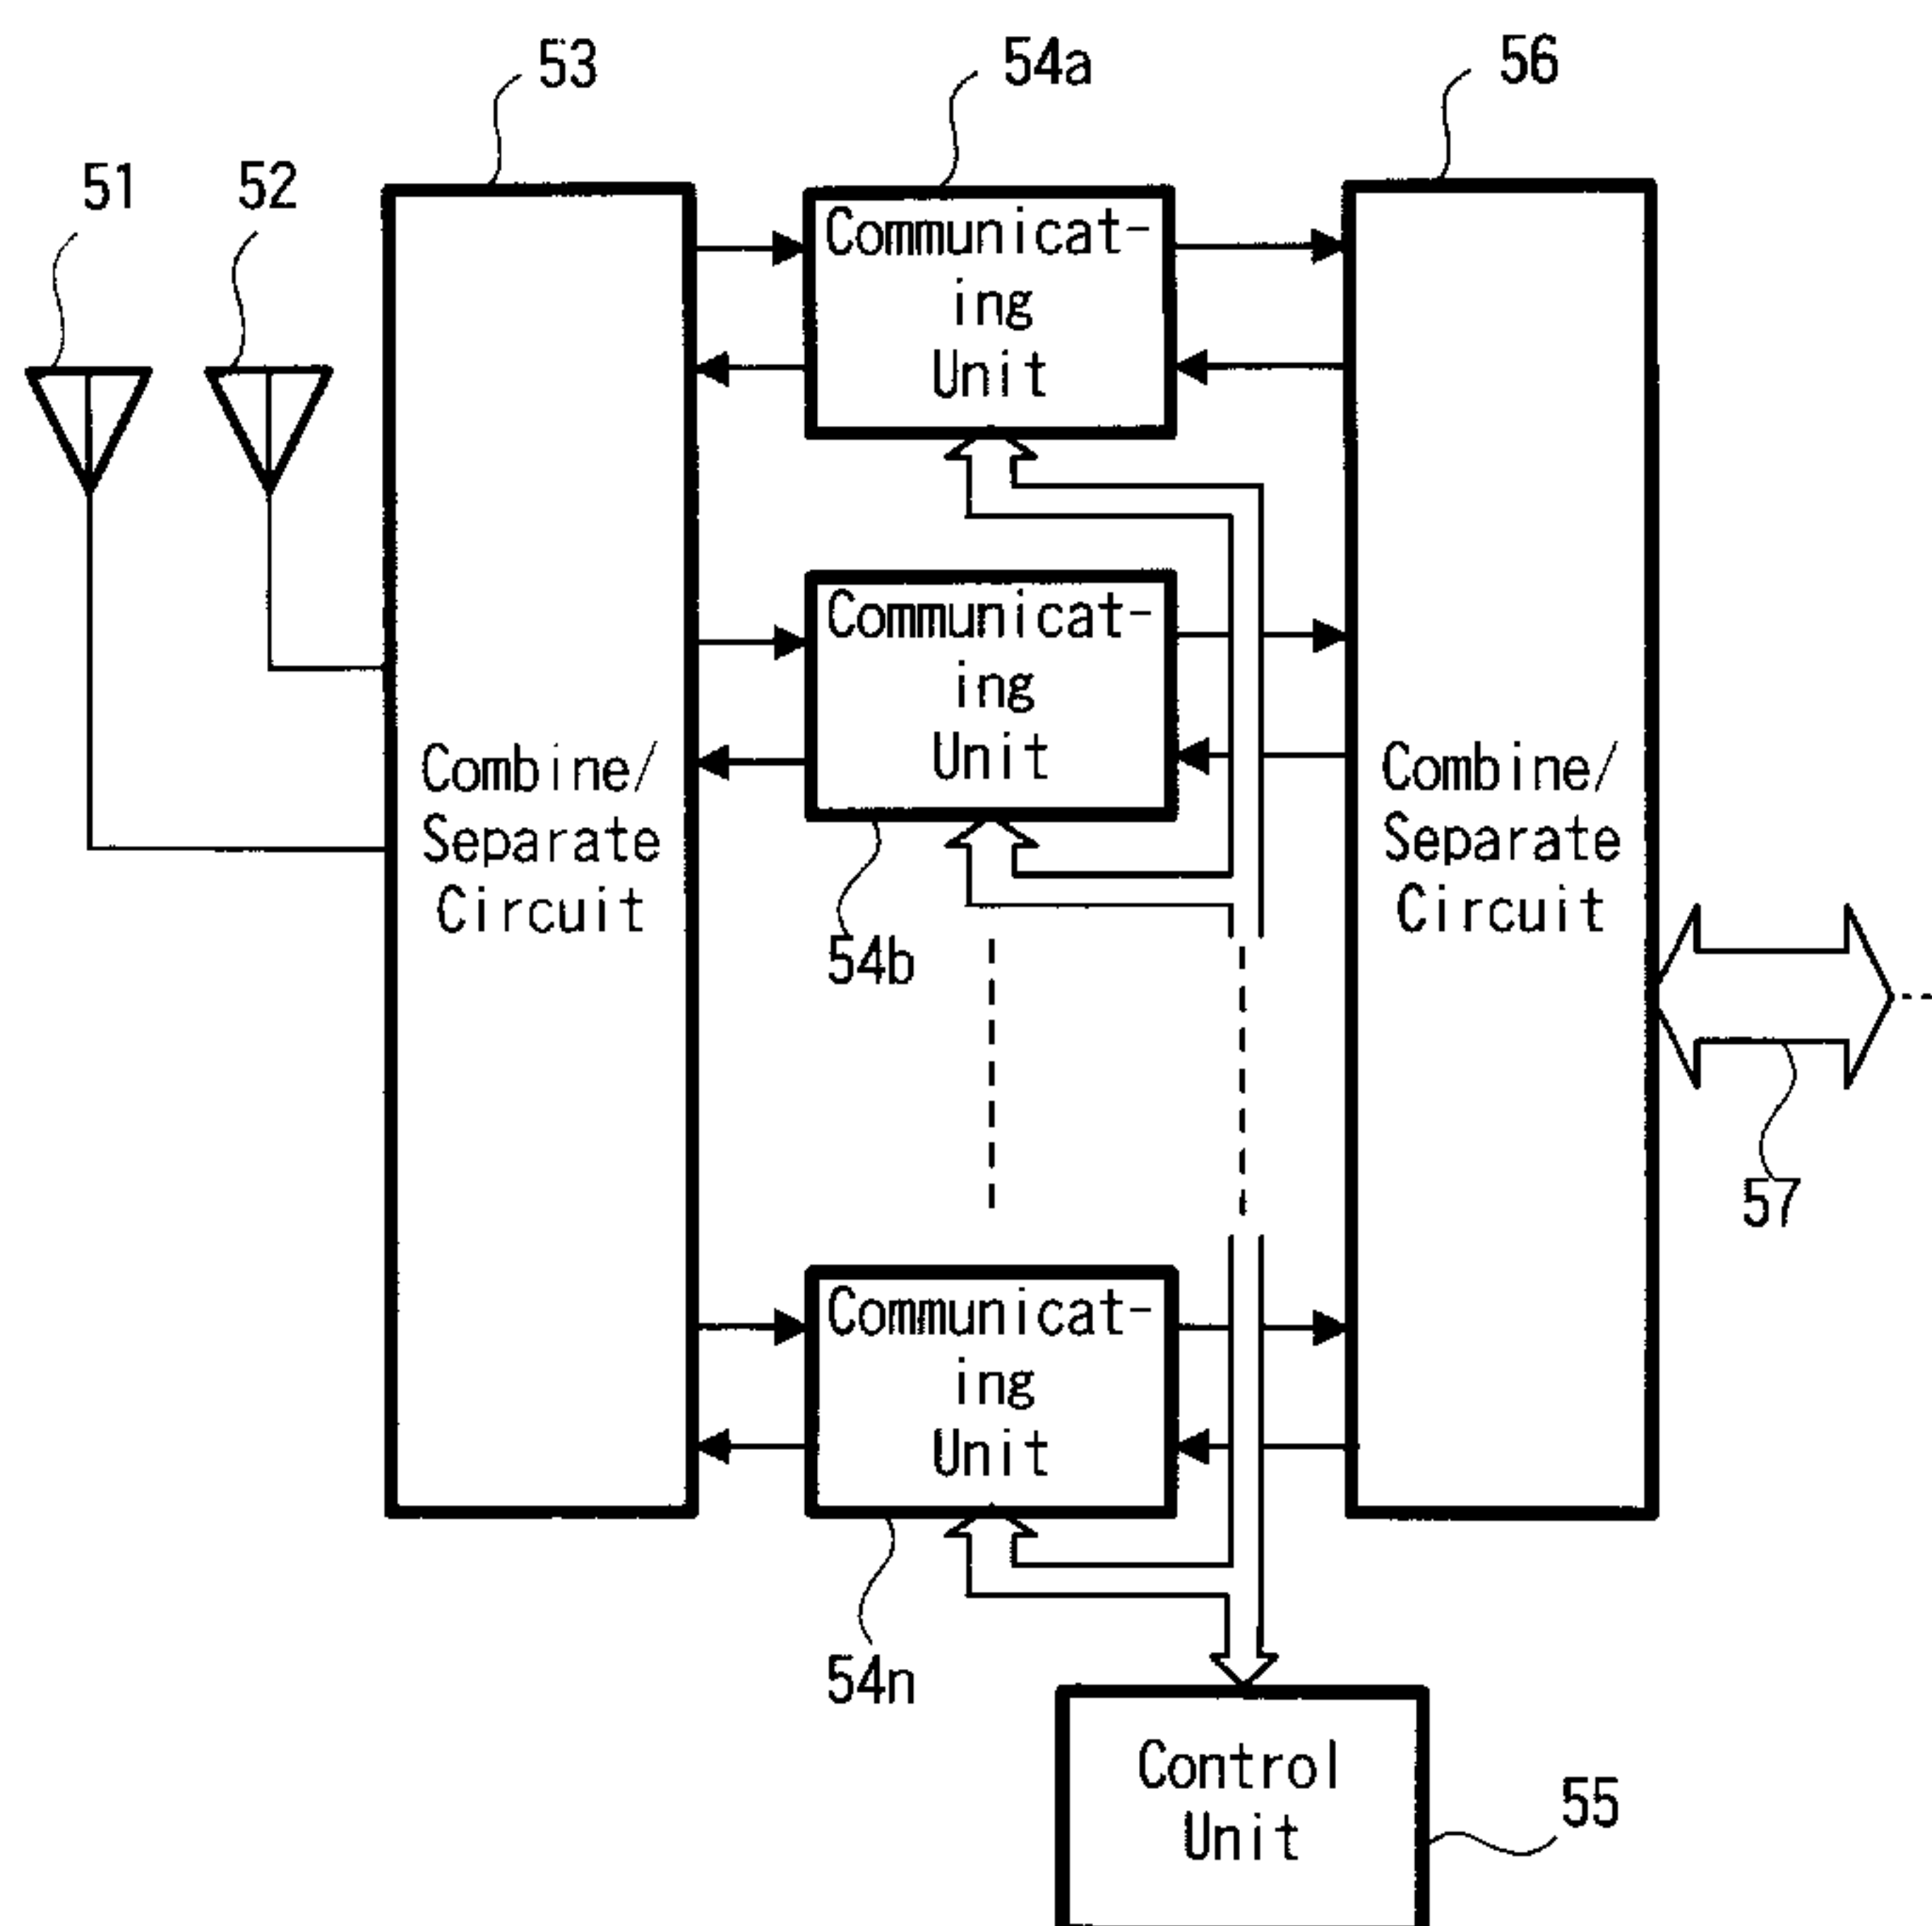 53
54a
56
51
52
Communicat-
ing
Unit
Communicat-
ing
Unit
Combine/
Separate
Circuit
Combine/
Separate
Circuit
54b
57
Communicat-
ing
Unit
54n
Control
Unit
55